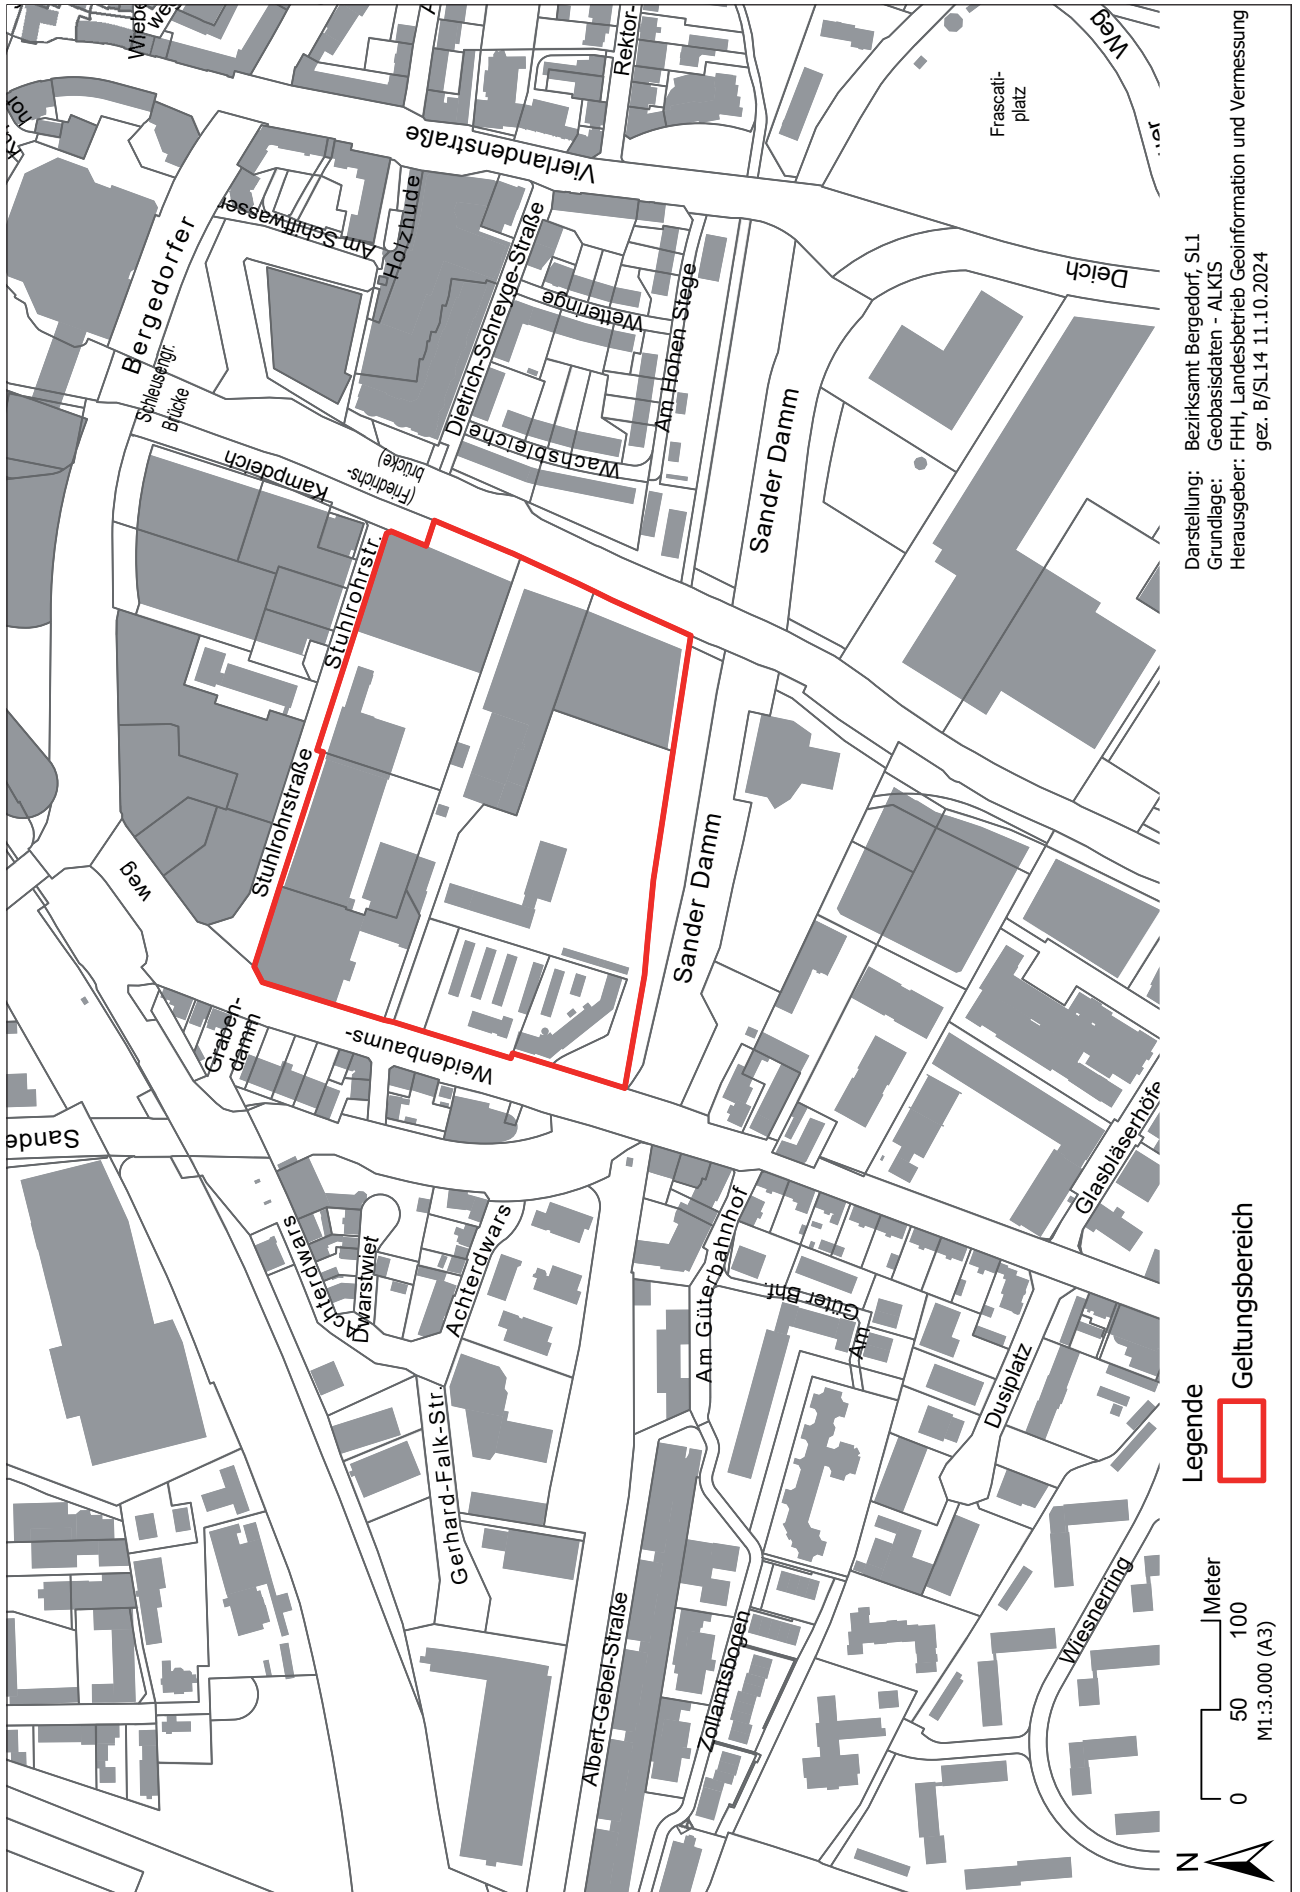 Wiebe
we
Rektor-
Weg
Frascati-
platz
Vierlandenstraße
Bergedorfer
Am Schiffwasser
Holzhude
Dietrich-Schreyge-Straße
Wetteringe
Am Hohen Stege
Deich
Schleusengr.
Brücke
Wachsbleiche
Kampdeich
(Friedrichs-
brücke)
Sander Damm
Stuhlrohrstr.
Stuhlrohrstraße
weg
Sander Damm
Graben-
damm
Weidenbaums-
Sande
Achterdwars
Dwarstwiet
Achterdwars
Am Güterbahnhof
Am
Güter Bhf.
Glasbläserhöfe
Dusiplatz
Gerhard-Falk-Str.
Albert-Gebel-Straße
Zollamtsbogen
Wiesnerring
N
0 50 100 Meter
M1:3.000 (A3)
Legende
Geltungsbereich
Darstellung: Bezirksamt Bergedorf, SL1
Grundlage: Geobasisdaten - ALKIS
Herausgeber: FHH, Landesbetrieb Geoinformation und Vermessung
gez. B/SL14 11.10.2024